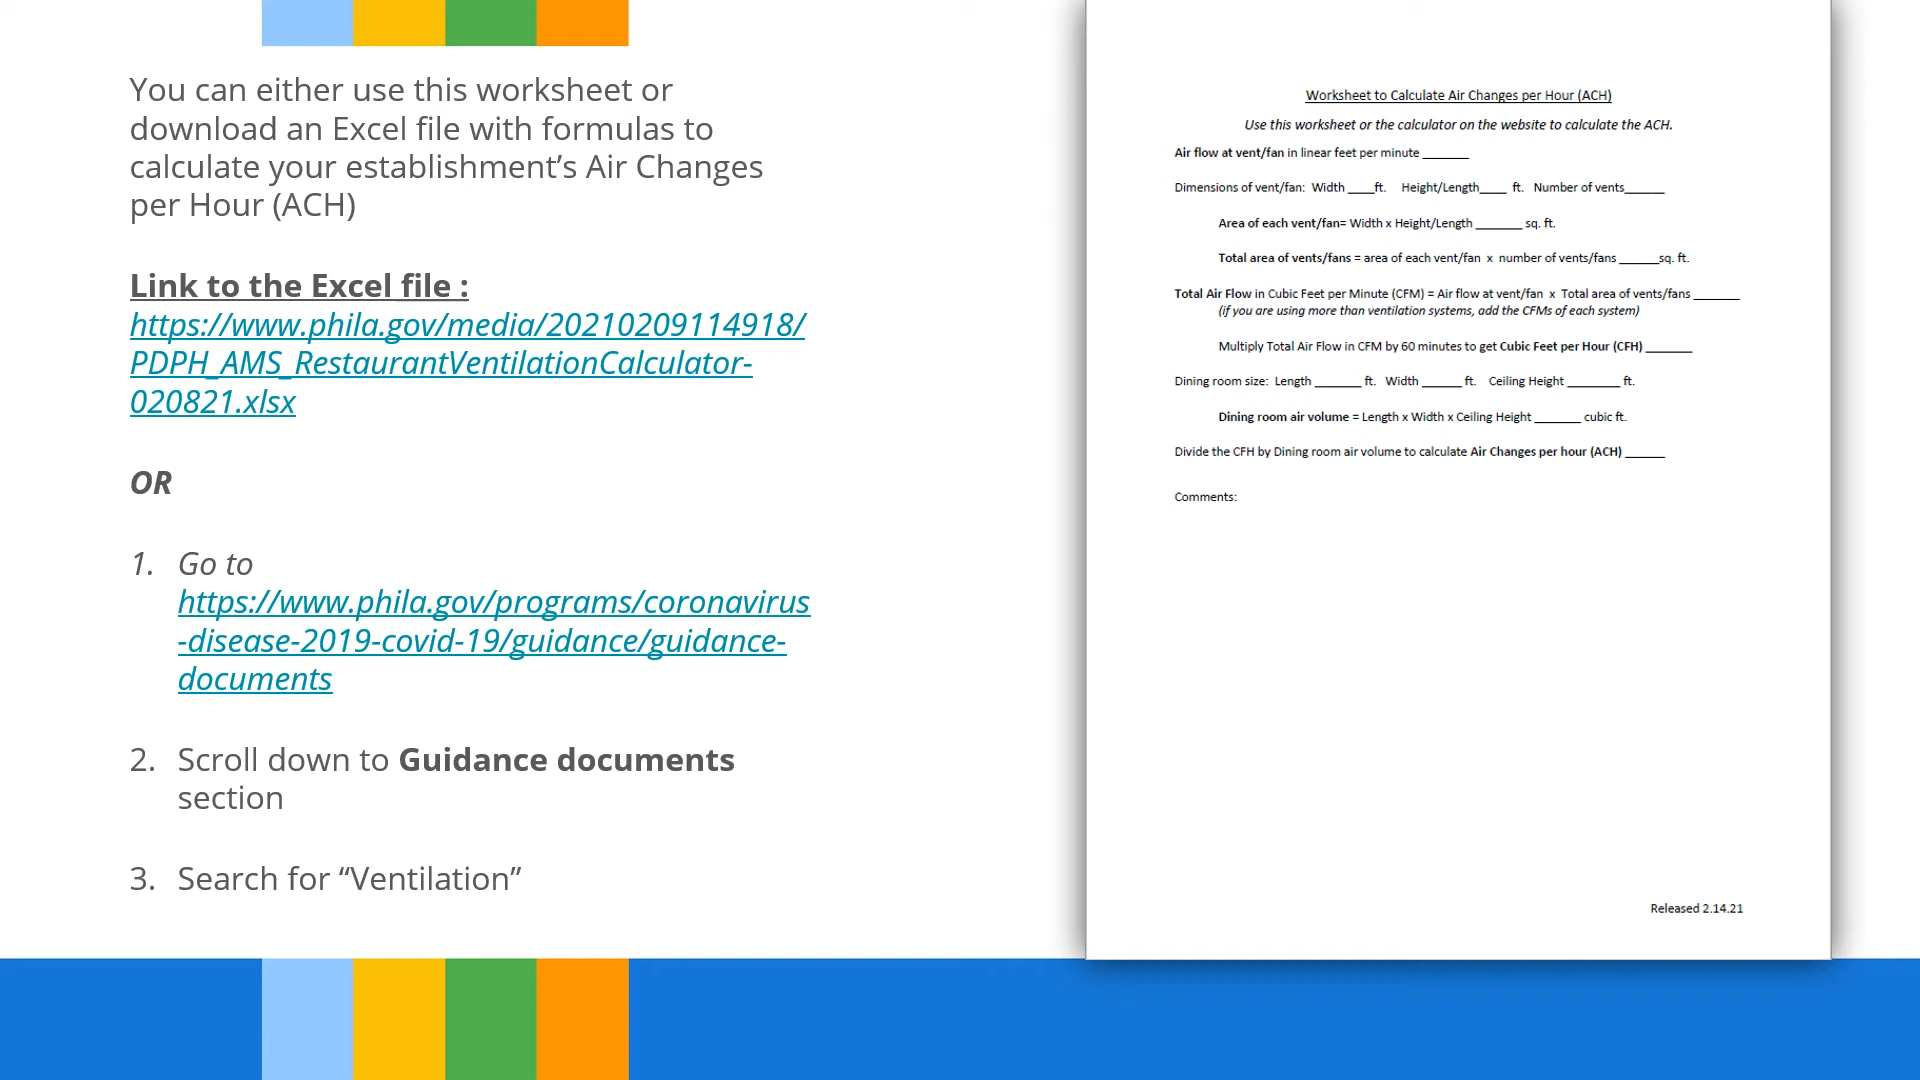 You can either use this worksheet or
download an Excel file with formulas to
calculate your establishment’s Air Changes
per Hour (ACH)
Link to the Excel file :
https://www.phila.gov/media/20210209114918/
PDPH_AMS_RestaurantVentilationCalculator-
020821.xlsx
OR
1. Go to
https://www.phila.gov/programs/coronavirus
-disease-2019-covid-19/guidance/guidance-
documents
2. Scroll down to Guidance documents
section
3. Search for “Ventilation”
Worksheet to Calculate Air Changes per Hour (ACH)
Use this worksheet or the calculator on the website to calculate the ACH.
Air flow at vent/fan in linear feet per minute _______
Dimensions of vent/fan: Width ____ft. Height/Length____ ft. Number of vents______
Area of each vent/fan= Width x Height/Length _______ sq. ft.
Total area of vents/fans = area of each vent/fan x number of vents/fans ______sq. ft.
Total Air Flow in Cubic Feet per Minute (CFM) = Air flow at vent/fan x Total area of vents/fans _______
(if you are using more than ventilation systems, add the CFMs of each system)
Multiply Total Air Flow in CFM by 60 minutes to get Cubic Feet per Hour (CFH) _______
Dining room size: Length _______ ft. Width ______ ft. Ceiling Height ________ ft.
Dining room air volume = Length x Width x Ceiling Height _______ cubic ft.
Divide the CFH by Dining room air volume to calculate Air Changes per hour (ACH) ______
Comments:
Released 2.14.21